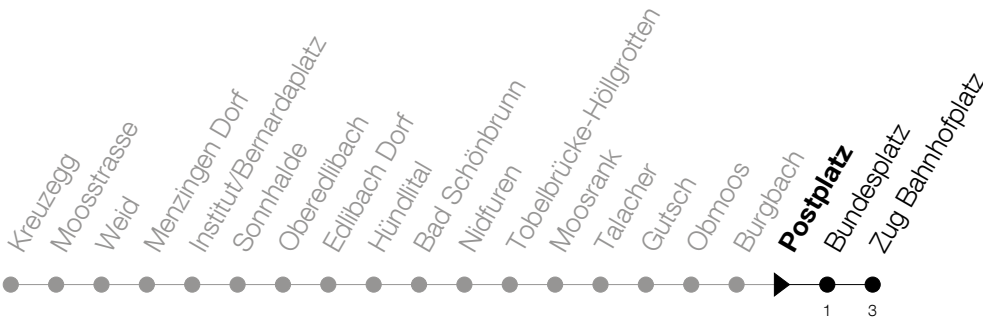 Kreuzegg
Moosstrasse
Weid
Menzingen Dorf
Institut/Bernardaplatz
Sonnhalde
Oberedlibach
Edlibach Dorf
Hündlital
Bad Schönbrunn
Nidfuren
Tobelbrücke-Höllgrotten
Moosrank
Talacher
Gutsch
Obmoos
Burgbach
Postplatz
Bundesplatz
Zug Bahnhofplatz
1
3